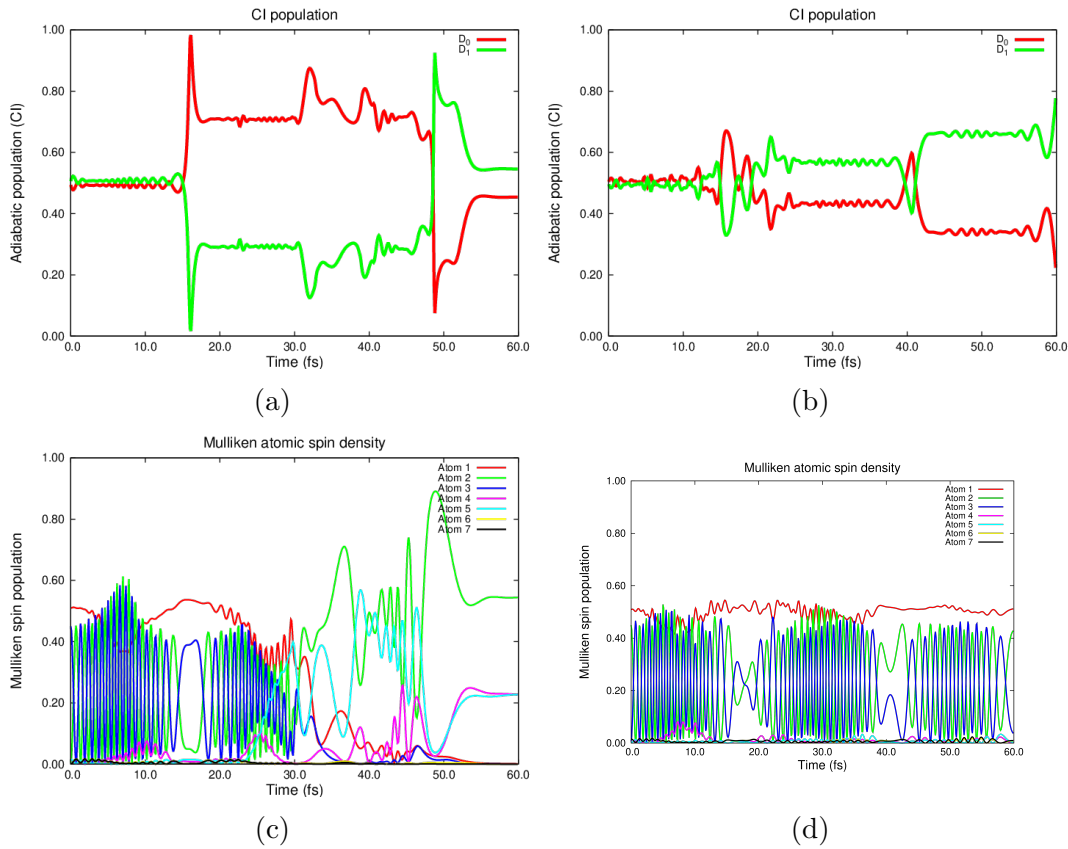 CI population
D0
D1
Adiabatic population (CI)
1.00
0.80
0.60
0.40
0.20
0.00
0.0 10.0 20.0 30.0 40.0 50.0 60.0
Time (fs)
(a)
CI population
D0
D1
Adiabatic population (CI)
1.00
0.80
0.60
0.40
0.20
0.00
0.0 10.0 20.0 30.0 40.0 50.0 60.0
Time (fs)
(b)
Mulliken atomic spin density
Atom 1
Atom 2
Atom 3
Atom 4
Atom 5
Atom 6
Atom 7
Mulliken spin population
1.00
0.80
0.60
0.40
0.20
0.00
0.0 10.0 20.0 30.0 40.0 50.0 60.0
Time (fs)
(c)
Mulliken atomic spin density
Atom 1
Atom 2
Atom 3
Atom 4
Atom 5
Atom 6
Atom 7
Mulliken spin population
1.00
0.80
0.60
0.40
0.20
0.00
0.0 10.0 20.0 30.0 40.0 50.0 60.0
Time (fs)
(d)